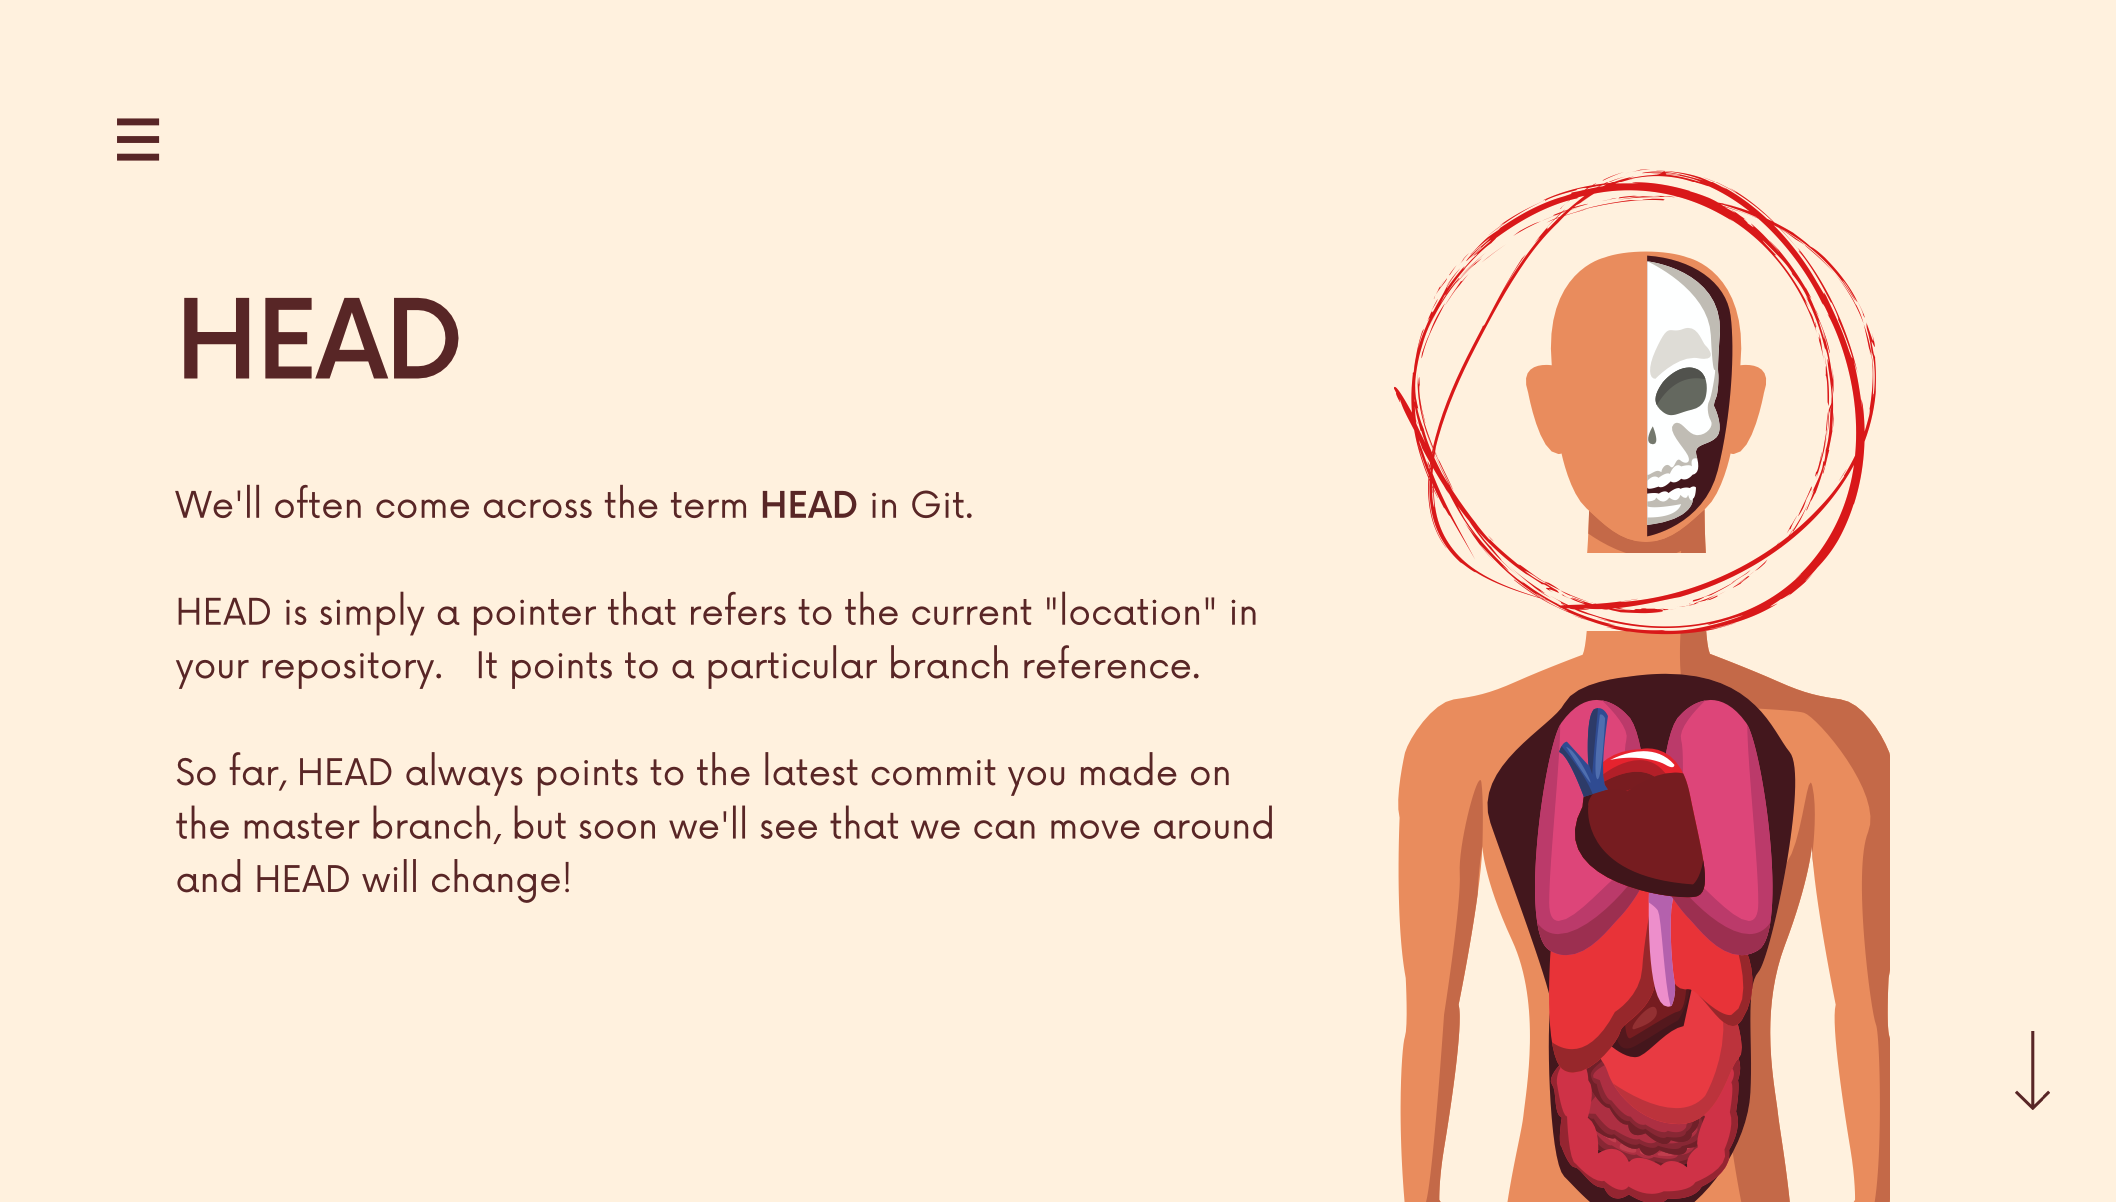 HEAD
We'll often come across the term HEAD in Git.
HEAD is simply a pointer that refers to the current "location" in
your repository.   It points to a particular branch reference.
So far, HEAD always points to the latest commit you made on
the master branch, but soon we'll see that we can move around
and HEAD will change!